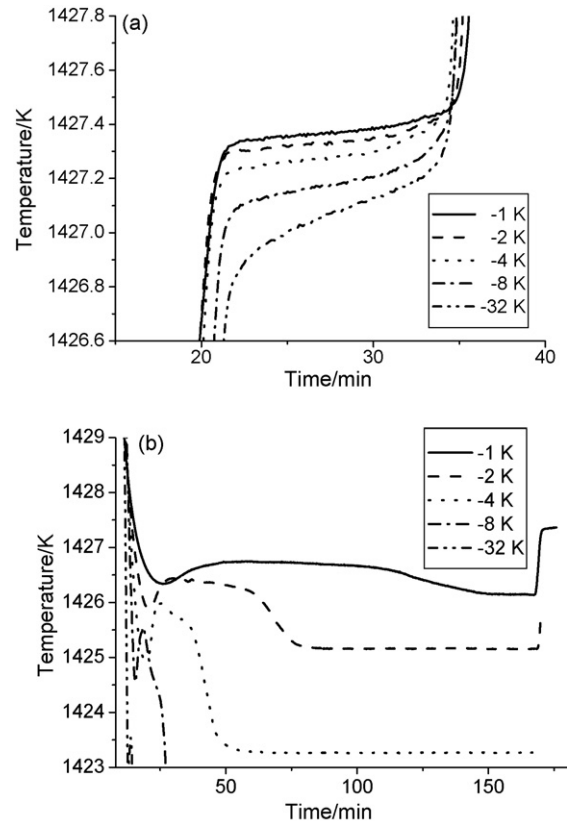 (a)
Temperature/K
1427.8
1427.6
1427.4
1427.2
1427.0
1426.8
1426.6
-1 K
-2 K
-4 K
-8 K
-32 K
20
30
40
Time/min
(b)
Temperature/K
1429
1428
1427
1426
1425
1424
1423
-1 K
-2 K
-4 K
-8 K
-32 K
50
100
150
Time/min